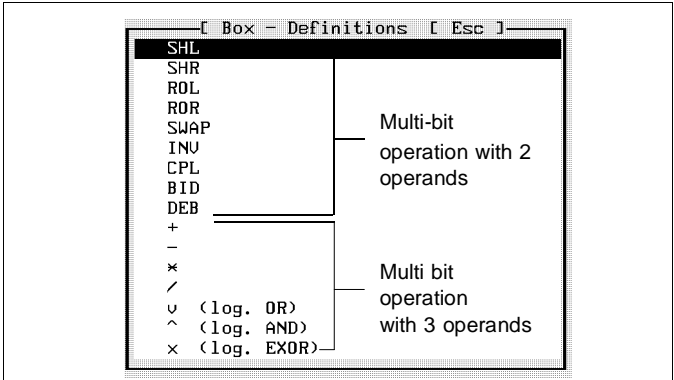 [ Box - Definitions [ Esc ]
SHL
SHR
ROL
ROR
SWAP
INV
CPL
BID
DEB
Multi-bit
operation with 2
operands
+
-
*
/
v (log. OR)
^ (log. AND)
x (log. EXOR)
Multi bit
operation
with 3 operands